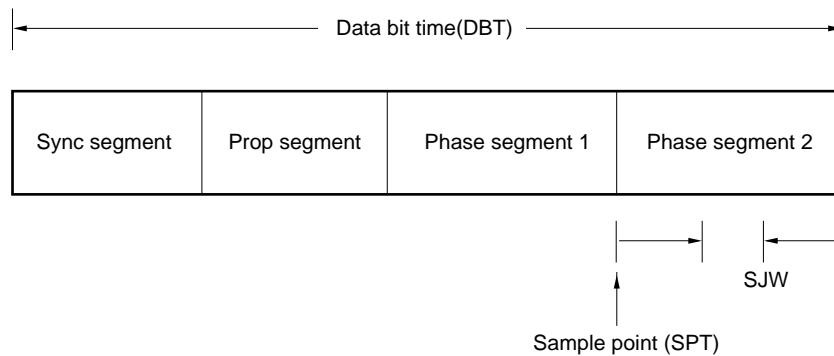 Data bit time(DBT)
Sync segment
Prop segment
Phase segment 1
Phase segment 2
SJW
Sample point (SPT)